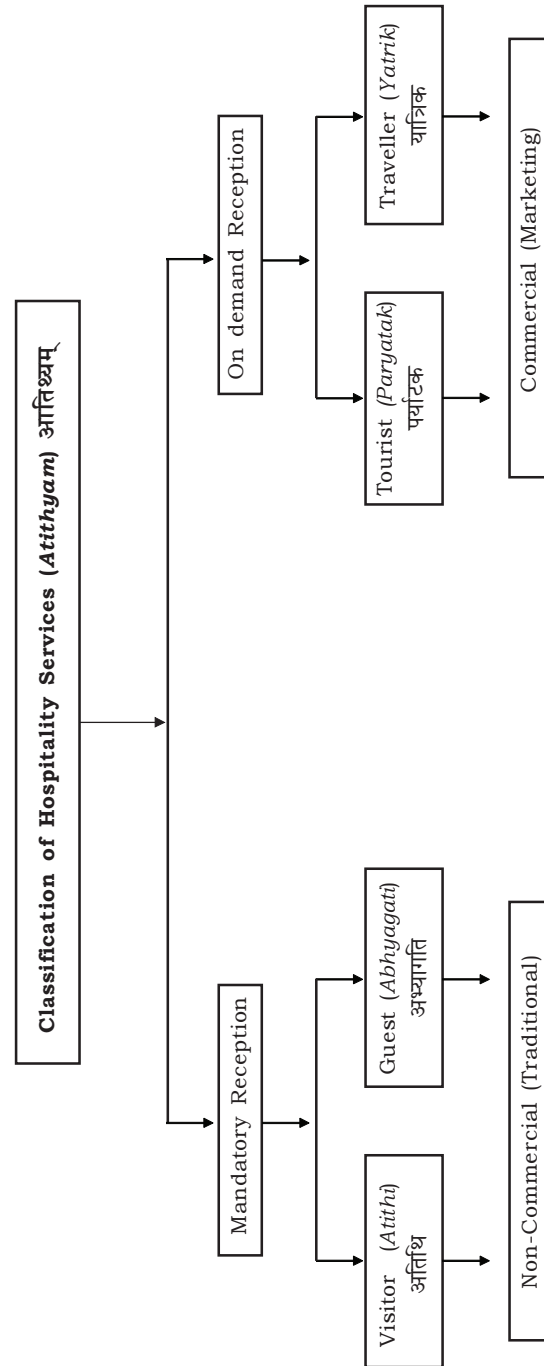 Classification of Hospitality Services (Atithyam) आतिथ्यम्
Mandatory Reception
On demand Reception
Visitor (Atithi)
अतिथि
Guest (Abhyagati)
अभ्यागति
Tourist (Paryatak)
पर्याटक
Traveller (Yatrik)
यात्रिक
Non-Commercial (Traditional)
Commercial (Marketing)